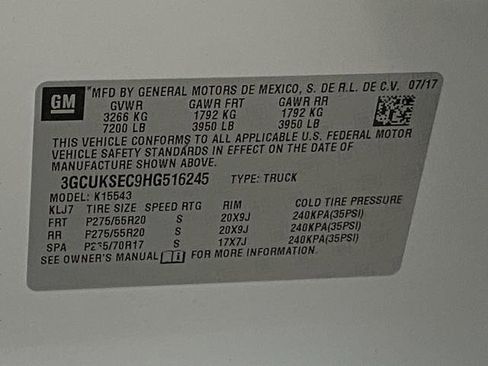 GM *MFD BY GENERAL MOTORS DE MEXICO, S. DE R.L. DE C.V. 07/17
GVWR GAWR FRT GAWR RR
3266 KG 1792 KG 1792 KG
7200 LB 3950 LB 3950 LB
THIS VEHICLE CONFORMS TO ALL APPLICABLE U.S. FEDERAL MOTOR
VEHICLE SAFETY STANDARDS IN EFFECT ON THE DATE OF
MANUFACTURE SHOWN ABOVE.
3GCUKSEC9HG516245 TYPE: TRUCK
MODEL: K15543
KLJ7 TIRE SIZE SPEED RTG RIM COLD TIRE PRESSURE
FRT P275/55R20 S 20X9J 240KPA(35PSI)
RR P275/55R20 S 20X9J 240KPA(35PSI)
SPA S 17X7J 240KPA(35PSI)
SEE OWNER'S MANUAL FOR MORE INFORMATION.